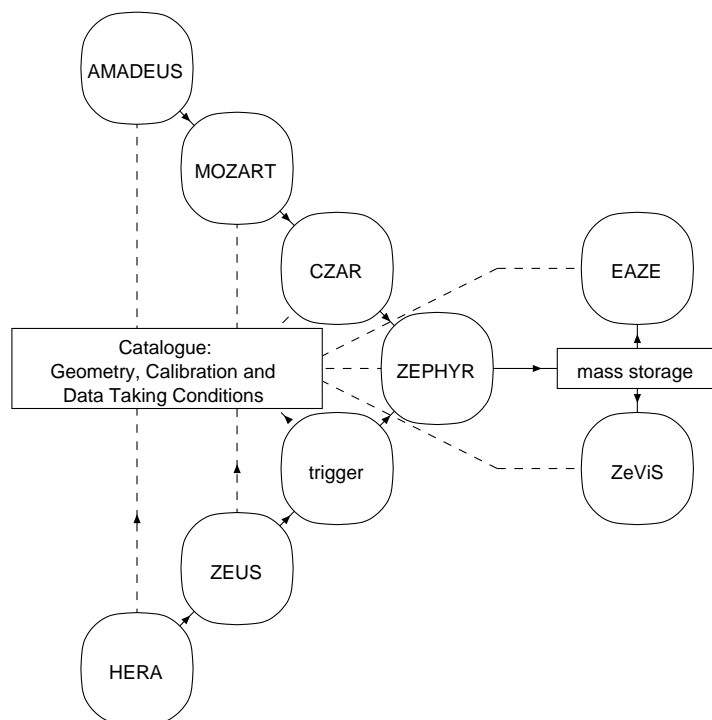 AMADEUS
MOZART
CZAR
EAZE
Catalogue:
Geometry, Calibration and
Data Taking Conditions
ZEPHYR
mass storage
trigger
ZeViS
ZEUS
HERA